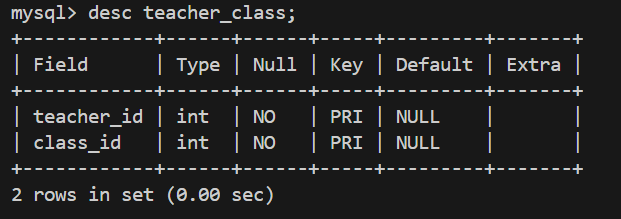 mysql> desc teacher_class;
+------------+------+------+-----+---------+-------+
| Field      | Type | Null | Key | Default | Extra |
+------------+------+------+-----+---------+-------+
| teacher_id | int  | NO   | PRI | NULL    |       |
| class_id   | int  | NO   | PRI | NULL    |       |
+------------+------+------+-----+---------+-------+
2 rows in set (0.00 sec)